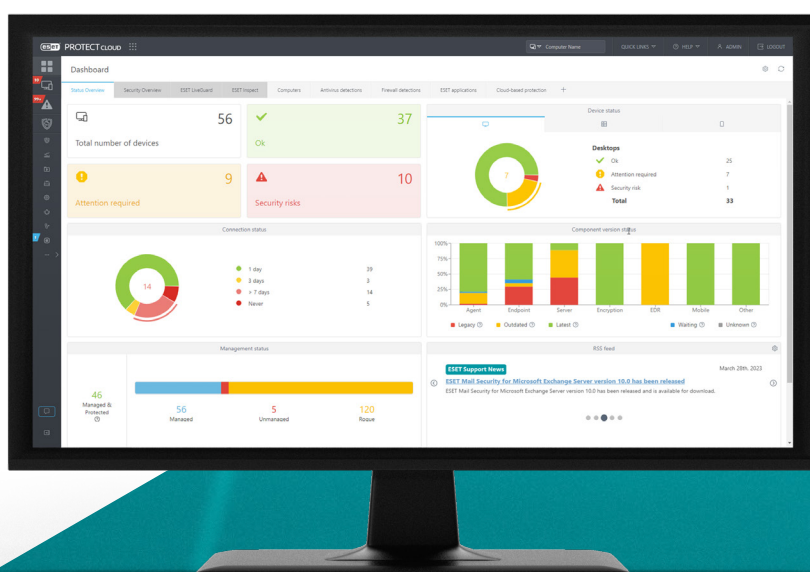 eset PROTECT CLOUD
Computer Name
QUICK LINKS
HELP
ADMIN
LOGOUT
Dashboard
Status Overview
Security Overview
ESET LiveGuard
ESET Inspect
Computers
Antivirus detections
Firewall detections
ESET applications
Cloud-based protection
56
Total number of devices
37
Ok
9
Attention required
10
Security risks
Device status
7
Desktops
Ok 25
Attention required 7
Security risk 1
Total 33
Connection status
14
1 day 39
3 days 3
> 7 days 14
Never 5
Component version status
100%
75%
50%
25%
0%
Agent Endpoint Server Encryption EDR Mobile Other
Legacy Outdated Latest Waiting Unknown
Management status
46
Managed &
Protected
56
Managed
5
Unmanaged
120
Rogue
RSS feed
ESET Support News
March 28th, 2023
ESET Mail Security for Microsoft Exchange Server version 10.0 has been released
ESET Mail Security for Microsoft Exchange Server version 10.0 has been released and is available for download.